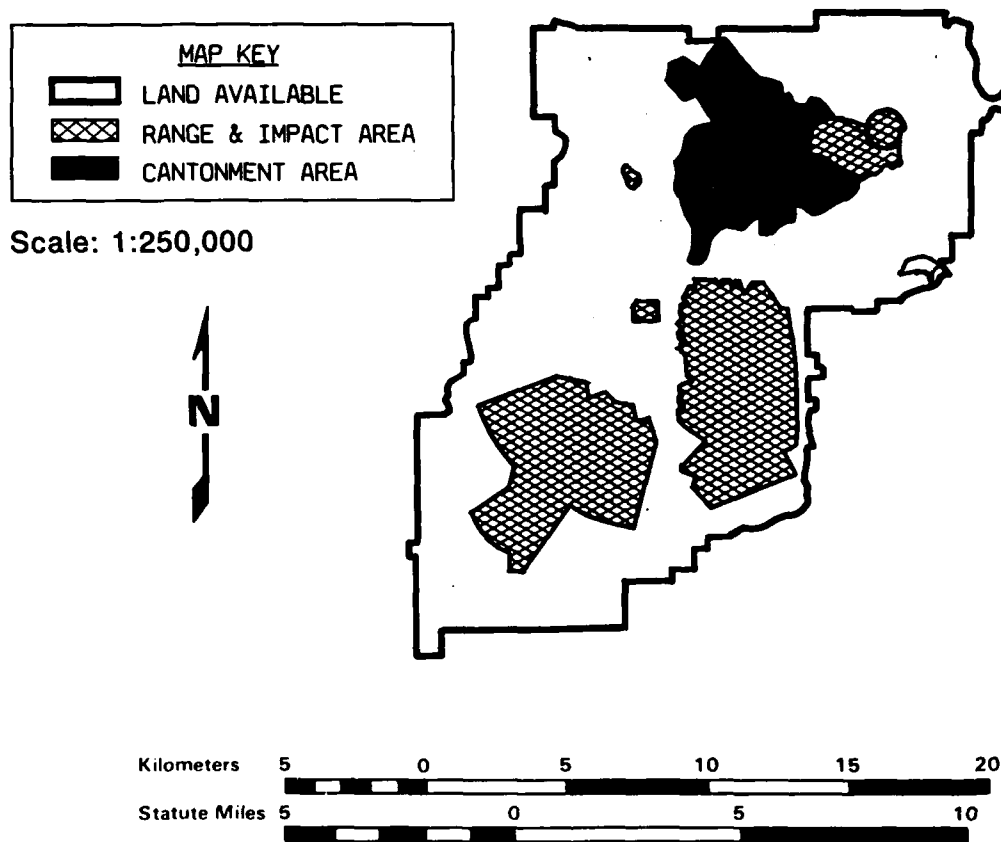 MAP KEY
LAND AVAILABLE
RANGE & IMPACT AREA
CANTONMENT AREA
Scale: 1:250,000
N
Kilometers 5 0 5 10 15 20
Statute Miles 5 0 5 10